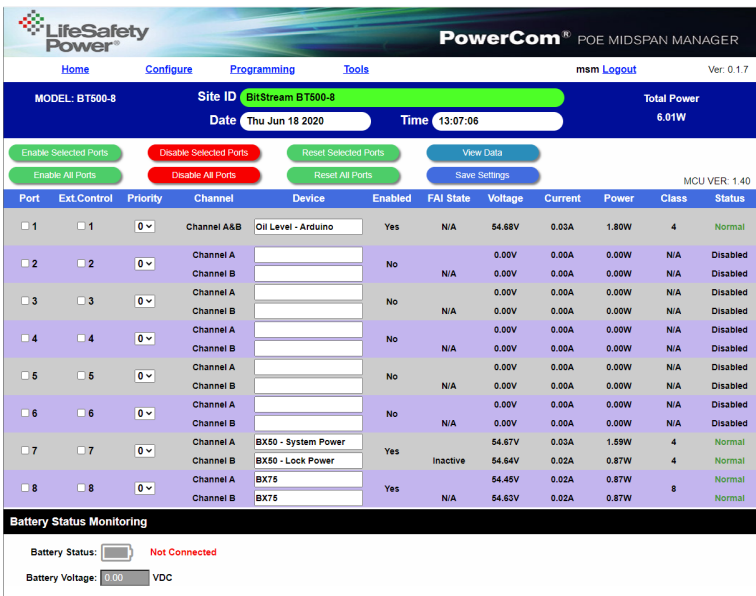 LifeSafety
Power®
PowerCom® POE MIDSPAN MANAGER
Home Configure Programming Tools msm Logout Ver: 0.1.7
MODEL: BT500-8 Site ID BitStream BT500-8 Total Power
Date Thu Jun 18 2020 Time 13:07:06 6.01W
Enable Selected Ports Disable Selected Ports Reset Selected Ports View Data
Enable All Ports Disable All Ports Reset All Ports Save Settings MCU VER: 1.40
Port Ext.Control Priority Channel Device Enabled FAI State Voltage Current Power Class Status
1 1 0 Channel A&B Oil Level - Arduino Yes N/A 54.68V 0.03A 1.80W 4 Normal
Channel A 0.00V 0.00A 0.00W N/A Disabled
2 2 0 No
Channel B N/A 0.00V 0.00A 0.00W N/A Disabled
Channel A 0.00V 0.00A 0.00W N/A Disabled
3 3 0 No
Channel B N/A 0.00V 0.00A 0.00W N/A Disabled
Channel A 0.00V 0.00A 0.00W N/A Disabled
4 4 0 No
Channel B N/A 0.00V 0.00A 0.00W N/A Disabled
Channel A 0.00V 0.00A 0.00W N/A Disabled
5 5 0 No
Channel B N/A 0.00V 0.00A 0.00W N/A Disabled
Channel A 0.00V 0.00A 0.00W N/A Disabled
6 6 0 No
Channel B N/A 0.00V 0.00A 0.00W N/A Disabled
Channel A BX50 - System Power 54.67V 0.03A 1.59W 4 Normal
7 7 0 Yes
Channel B BX50 - Lock Power Inactive 54.64V 0.02A 0.87W 4 Normal
Channel A BX75 54.45V 0.02A 0.87W Normal
8 8 0 Yes 8
Channel B BX75 N/A 54.63V 0.02A 0.87W Normal
Battery Status Monitoring
Battery Status: Not Connected
Battery Voltage: 0.00 VDC